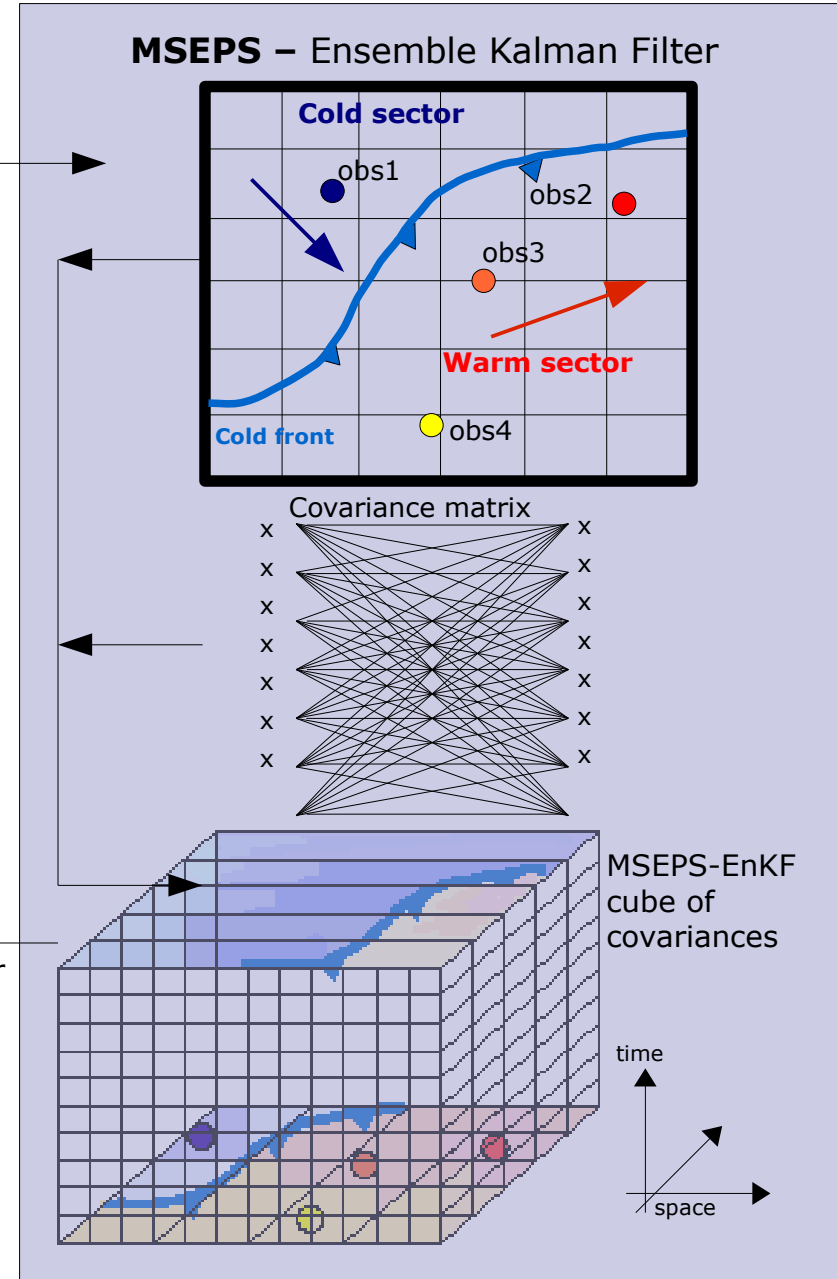 MSEPS – Ensemble Kalman Filter
Cold sector
obs1
obs2
obs3
Warm sector
Cold front
obs4
Covariance matrix
x x
x x
x x
x x
x x
x x
x x
MSEPS-EnKF
cube of
covariances
r
time
space